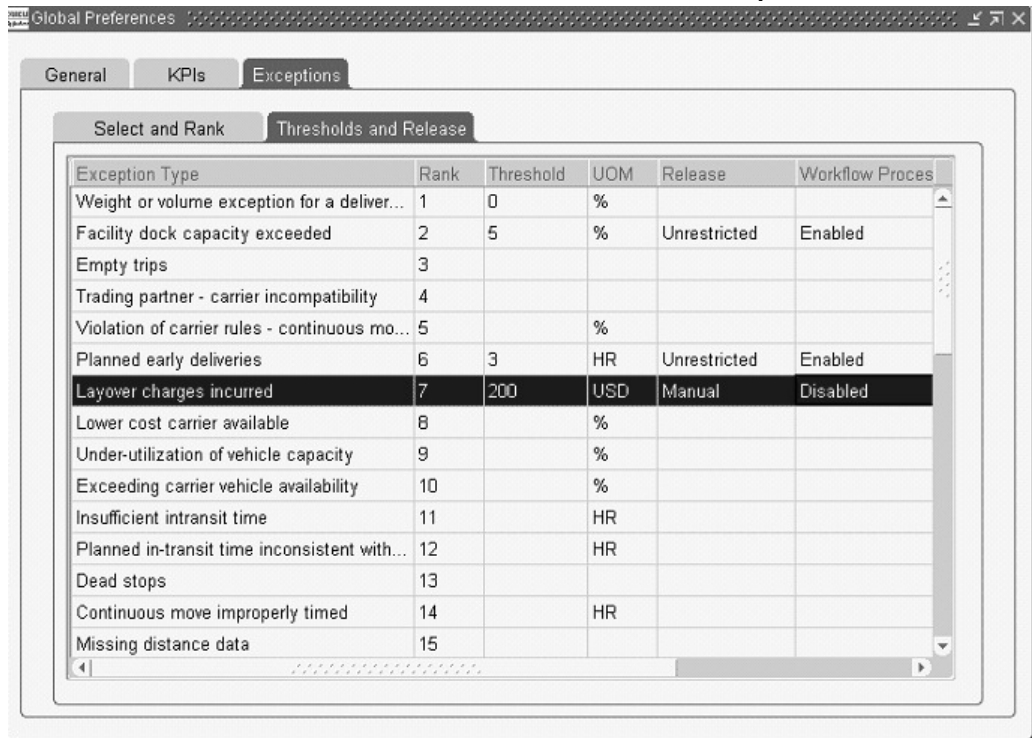 Global Preferences
General KPIs Exceptions
Select and Rank Thresholds and Release
Exception Type Rank Threshold UOM Release Workflow Proces
Weight or volume exception for a deliver... 1 0 %
Facility dock capacity exceeded 2 5 % Unrestricted Enabled
Empty trips 3
Trading partner - carrier incompatibility 4
Violation of carrier rules - continuous mo... 5 %
Planned early deliveries 6 3 HR Unrestricted Enabled
Layover charges incurred 7 200 USD Manual Disabled
Lower cost carrier available 8 %
Under-utilization of vehicle capacity 9 %
Exceeding carrier vehicle availability 10 %
Insufficient intransit time 11 HR
Planned in-transit time inconsistent with... 12 HR
Dead stops 13
Continuous move improperly timed 14 HR
Missing distance data 15